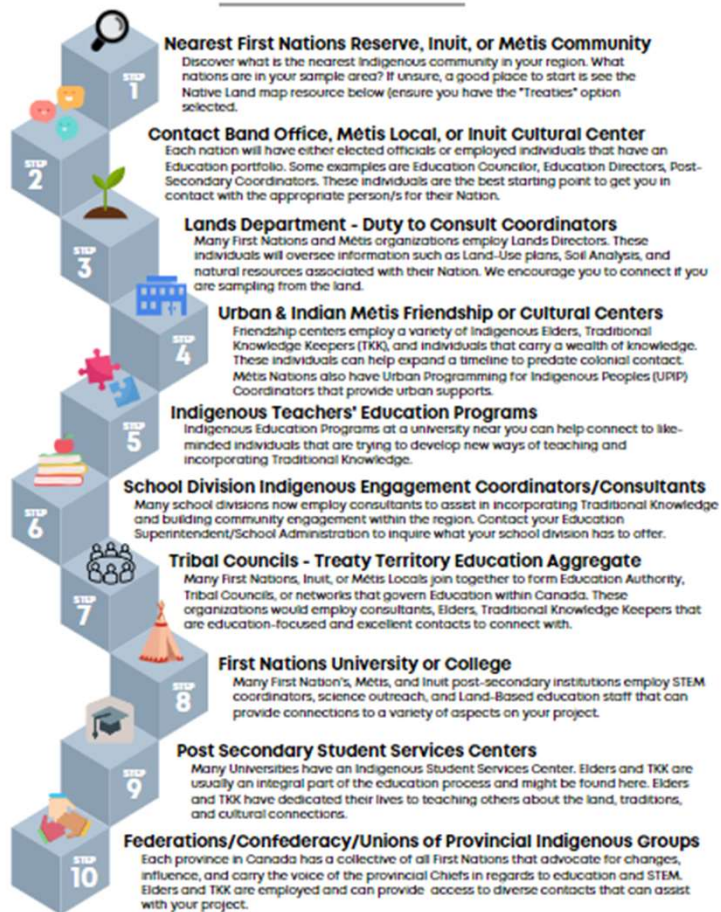 STEP
1
Nearest First Nations Reserve, Inuit, or Métis Community
Discover what is the nearest Indigenous community in your region. What
nations are in your sample area? If unsure, a good place to start is see the
Native Land map resource below (ensure you have the "Treaties" option
selected.
STEP
2
Contact Band Office, Métis Local, or Inuit Cultural Center
Each nation will have either elected officials or employed individuals that have an
Education portfolio. Some examples are Education Councilor, Education Directors, Post-
Secondary Coordinators. These individuals are the best starting point to get you in
contact with the appropriate person/s for their Nation.
STEP
3
Lands Department - Duty to Consult Coordinators
Many First Nations and Métis organizations employ Lands Directors. These
individuals will oversee information such as Land-Use plans, Soil Analysis, and
natural resources associated with their Nation. We encourage you to connect if you
are sampling from the land.
STEP
4
Urban & Indian Métis Friendship or Cultural Centers
Friendship centers employ a variety of Indigenous Elders, Traditional
Knowledge Keepers (TKK), and individuals that carry a wealth of knowledge.
These individuals can help expand a timeline to predate colonial contact.
Métis Nations also have Urban Programming for Indigenous Peoples (UPIP)
Coordinators that provide urban supports.
STEP
5
Indigenous Teachers' Education Programs
Indigenous Education Programs at a university near you can help connect to like-
minded individuals that are trying to develop new ways of teaching and
incorporating Traditional Knowledge.
STEP
6
School Division Indigenous Engagement Coordinators/Consultants
Many school divisions now employ consultants to assist in incorporating Traditional Knowledge
and building community engagement within the region. Contact your Education
Superintendent/School Administration to inquire what your school division has to offer.
STEP
7
Tribal Councils - Treaty Territory Education Aggregate
Many First Nations, Inuit, or Métis Locals join together to form Education Authority,
Tribal Councils, or networks that govern Education within Canada. These
organizations would employ consultants, Elders, Traditional Knowledge Keepers that
are education-focused and excellent contacts to connect with.
STEP
8
First Nations University or College
Many First Nation's, Métis, and Inuit post-secondary institutions employ STEM
coordinators, science outreach, and Land-Based education staff that can
provide connections to a variety of aspects on your project.
STEP
9
Post Secondary Student Services Centers
Many Universities have an Indigenous Student Services Center. Elders and TKK are
usually an integral part of the education process and might be found here. Elders
and TKK have dedicated their lives to teaching others about the land, traditions,
and cultural connections.
STEP
10
Federations/Confederacy/Unions of Provincial Indigenous Groups
Each province in Canada has a collective of all First Nations that advocate for changes,
influence, and carry the voice of the provincial Chiefs in regards to education and STEM.
Elders and TKK are employed and can provide access to diverse contacts that can assist
with your project.